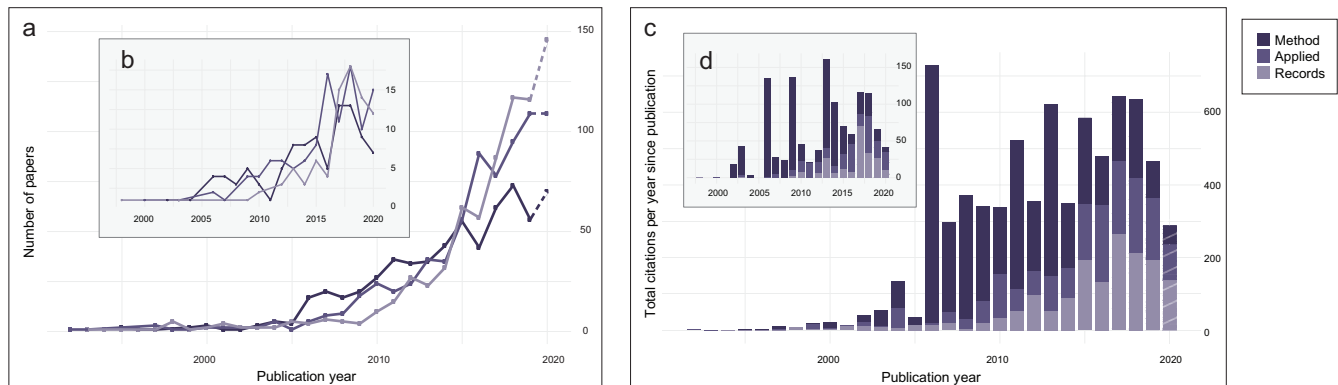 a
Number of papers
150
100
50
0
2000
2010
2020
Publication year
b
15
10
5
0
2000
2005
2010
2015
2020
c
Total citations per year since publication
600
400
200
0
2000
2010
2020
Publication year
d
150
100
50
0
2000
2005
2010
2015
2020
Method
Applied
Records